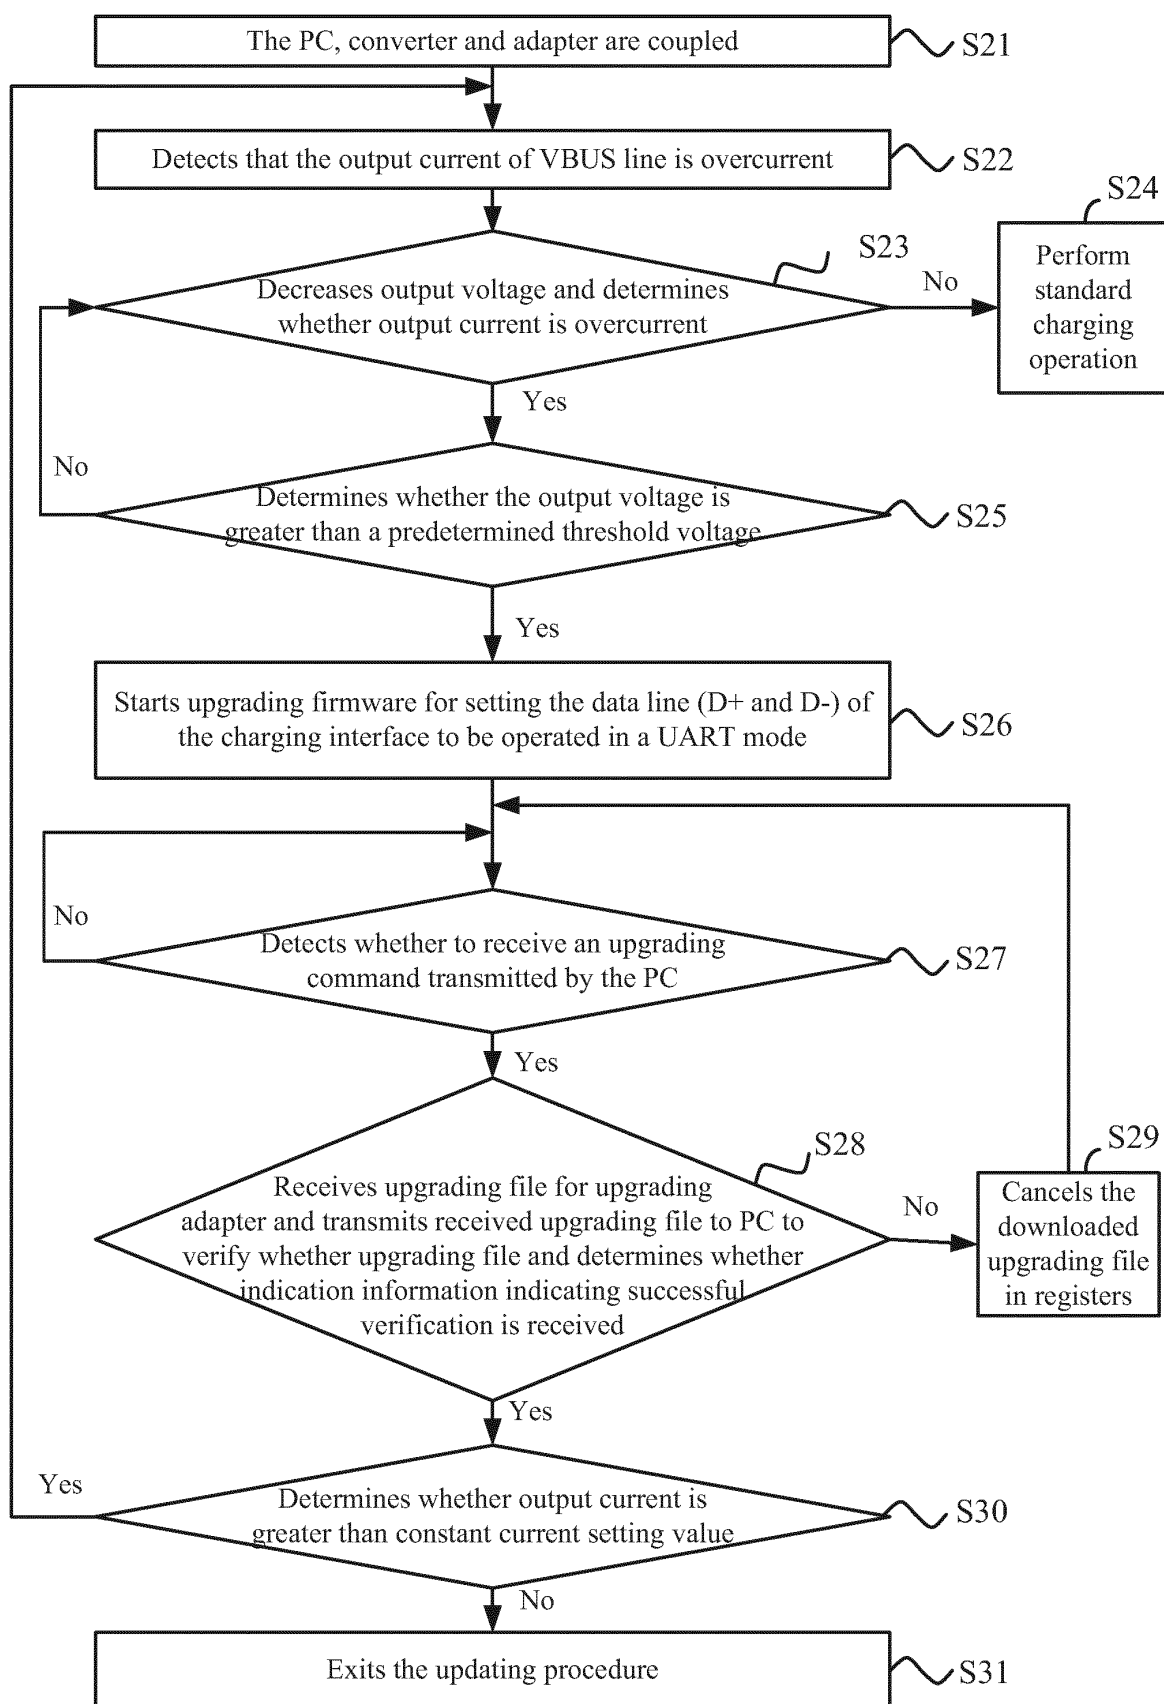 The PC, converter and adapter are coupled
S21
Detects that the output current of VBUS line is overcurrent
S22
S24
Perform
standard
charging
operation
S23
No
Decreases output voltage and determines
whether output current is overcurrent
Yes
No
Determines whether the output voltage is
greater than a predetermined threshold voltage
S25
Yes
Starts upgrading firmware for setting the data line (D+ and D-) of
the charging interface to be operated in a UART mode
S26
No
Detects whether to receive an upgrading
command transmitted by the PC
S27
Yes
S28
Receives upgrading file for upgrading
adapter and transmits received upgrading file to PC to
verify whether upgrading file and determines whether
indication information indicating successful
verification is received
No
S29
Cancels the
downloaded
upgrading file
in registers
Yes
Yes
Determines whether output current is
greater than constant current setting value
S30
No
Exits the updating procedure
S31